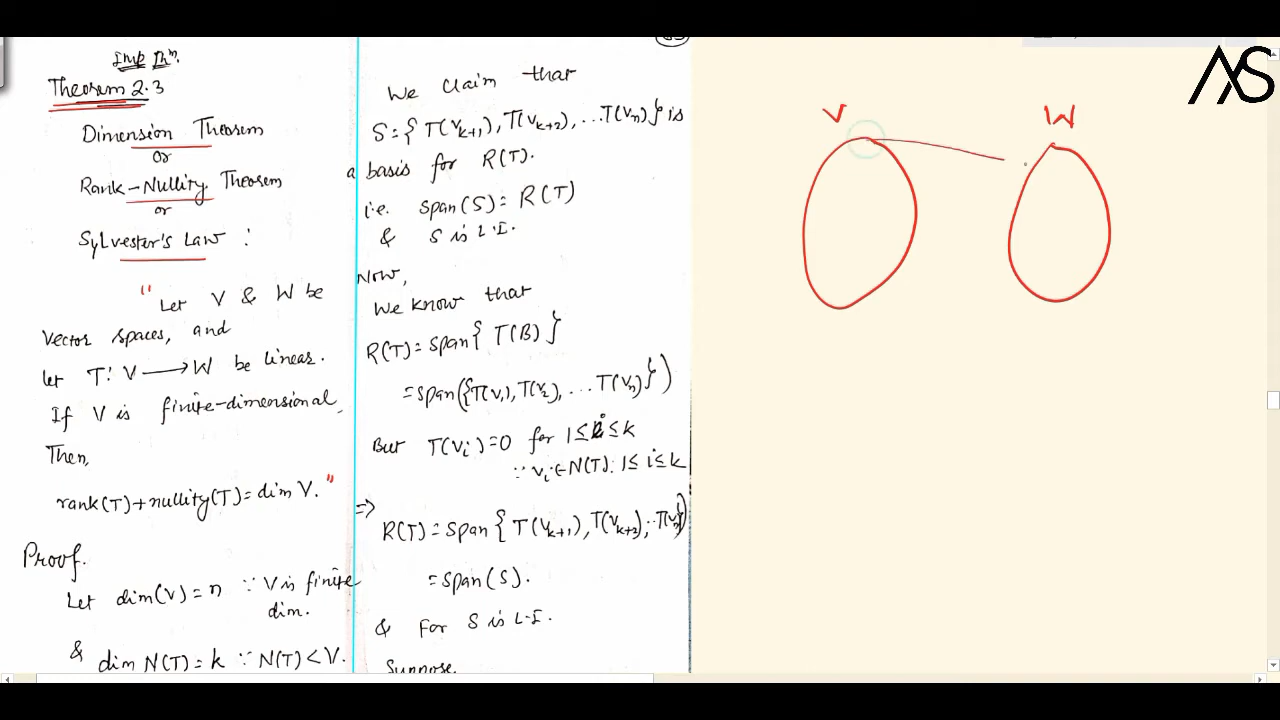 Imp Thm.
Theorem 2.3
Dimension Theorem
or
Rank-Nullity Theorem
or
Sylvester's Law :
"Let V & W be
vector spaces, and
let T: V ⟶ W be linear.
If V is finite-dimensional,
Then,
rank(T)+nullity(T)= dim V."
Proof.
Let dim(V)=n ∵ V is finite
dim.
& dim N(T)=k ∵ N(T)<V.
We claim that
S={T(v_{k+1}), T(v_{k+2}), ...T(v_n)} is
a basis for R(T).
i.e. span(S)= R(T)
& S is L.I.
Now,
We know that
R(T)= span{ T(B) }
=span({T(v_1), T(v_2), ... T(v_n)})
But T(v_i)=0 for 1≤i≤k
∵ v_i ∈ N(T): 1≤ i ≤k
⇒
R(T)= span{ T(v_{k+1}), T(v_{k+2}), ..T(v_n)}
=span(S).
& For S is L.I.
Suppose
V W
AS